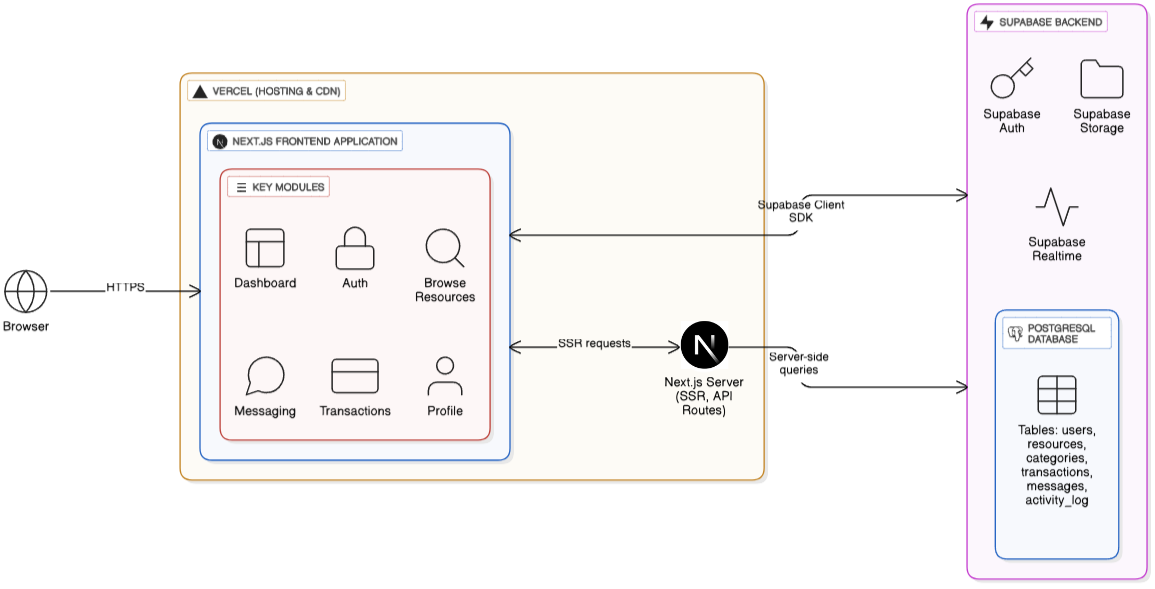 SUPABASE BACKEND
Supabase
Auth
Supabase
Storage
VERCEL (HOSTING & CDN)
NEXT.JS FRONTEND APPLICATION
KEY MODULES
Supabase Client
SDK
Dashboard
Auth
Browse
Resources
Supabase
Realtime
HTTPS
Browser
SSR requests
N
Next.js Server
(SSR, API
Routes)
Server-side
queries
Messaging
Transactions
Profile
POSTGRESQL
DATABASE
Tables: users,
resources,
categories,
transactions,
messages,
activity_log